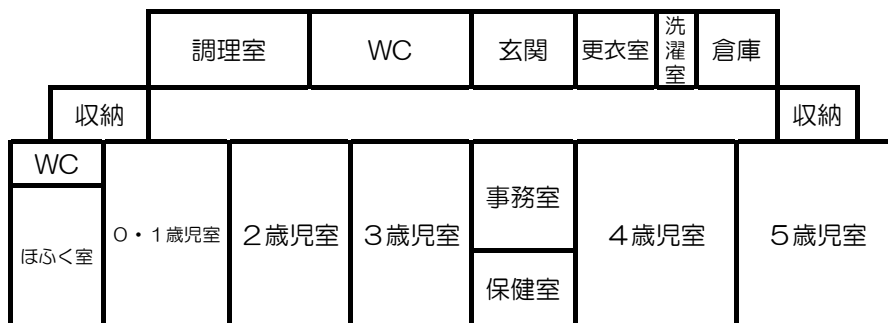 調理室
WC
玄関
更衣室
洗濯室
倉庫
収納
収納
WC
ほふく室
0・1歳児室
2歳児室
3歳児室
事務室
保健室
4歳児室
5歳児室